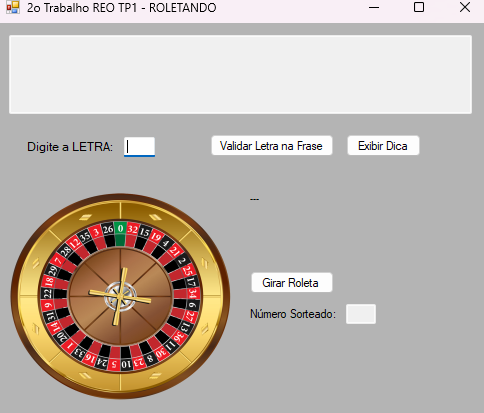 2o Trabalho REO TP1 - ROLETANDO
Digite a LETRA:
Validar Letra na Frase
Exibir Dica
---
Girar Roleta
Número Sorteado:
0 32 15 19 4 21 2 25 17 34 6 27 13 36 11 30 8 23 10 5 24 16 33 1 20 14 31 9 22 18 29 7 28 12 35 3 26